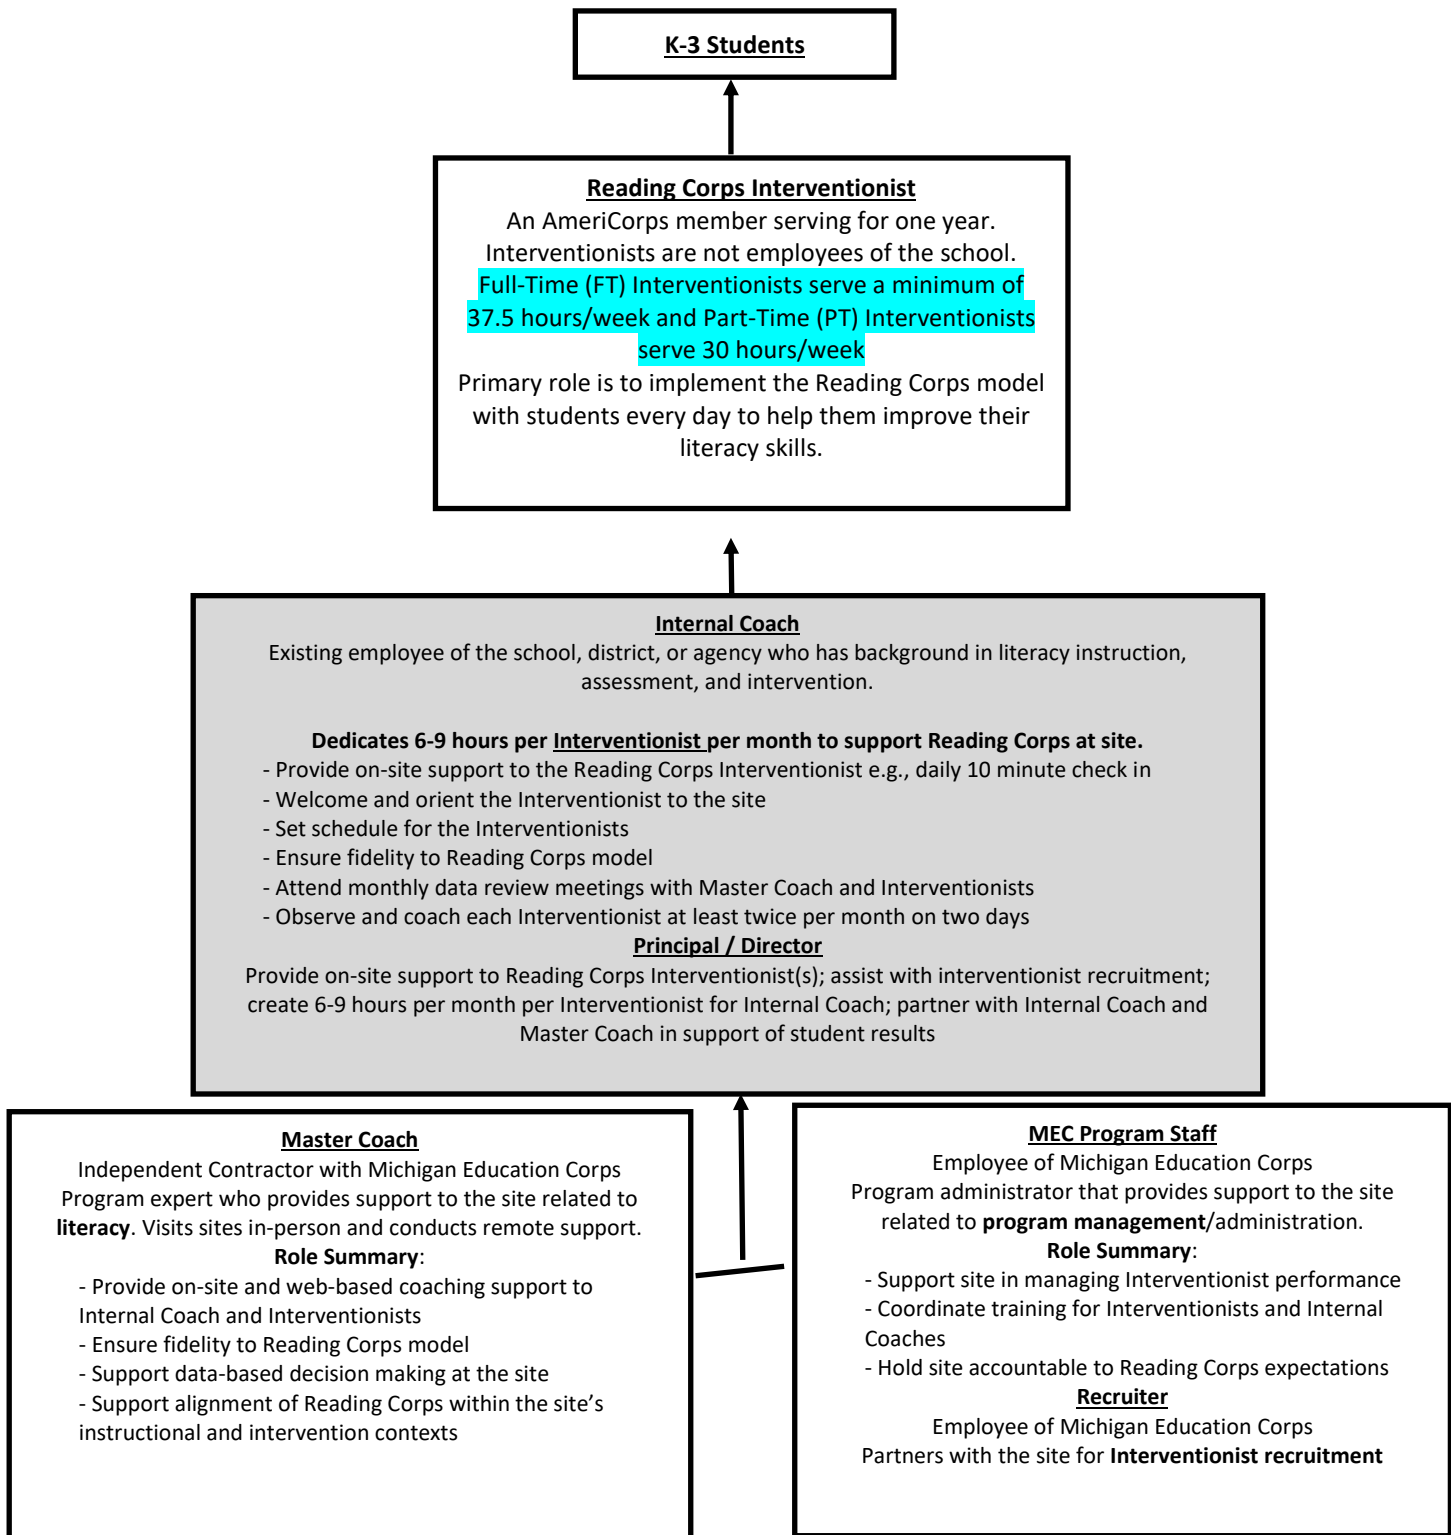 K-3 Students
Reading Corps Interventionist
An AmeriCorps member serving for one year.
Interventionists are not employees of the school.
Full-Time (FT) Interventionists serve a minimum of
37.5 hours/week and Part-Time (PT) Interventionists
serve 30 hours/week
Primary role is to implement the Reading Corps model
with students every day to help them improve their
literacy skills.
Internal Coach
Existing employee of the school, district, or agency who has background in literacy instruction,
assessment, and intervention.
Dedicates 6-9 hours per Interventionist per month to support Reading Corps at site.
- Provide on-site support to the Reading Corps Interventionist e.g., daily 10 minute check in
- Welcome and orient the Interventionist to the site
- Set schedule for the Interventionists
- Ensure fidelity to Reading Corps model
- Attend monthly data review meetings with Master Coach and Interventionists
- Observe and coach each Interventionist at least twice per month on two days
Principal / Director
Provide on-site support to Reading Corps Interventionist(s); assist with interventionist recruitment;
create 6-9 hours per month per Interventionist for Internal Coach; partner with Internal Coach and
Master Coach in support of student results
Master Coach
Independent Contractor with Michigan Education Corps
Program expert who provides support to the site related to
literacy. Visits sites in-person and conducts remote support.
Role Summary:
- Provide on-site and web-based coaching support to
Internal Coach and Interventionists
- Ensure fidelity to Reading Corps model
- Support data-based decision making at the site
- Support alignment of Reading Corps within the site’s
instructional and intervention contexts
MEC Program Staff
Employee of Michigan Education Corps
Program administrator that provides support to the site
related to program management/administration.
Role Summary:
- Support site in managing Interventionist performance
- Coordinate training for Interventionists and Internal
Coaches
- Hold site accountable to Reading Corps expectations
Recruiter
Employee of Michigan Education Corps
Partners with the site for Interventionist recruitment